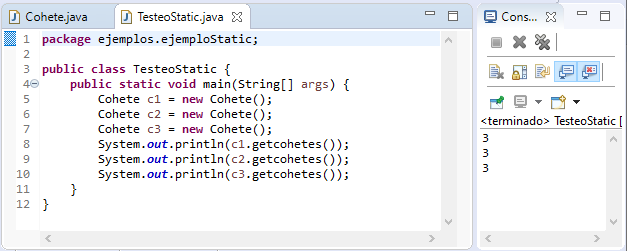 Cohete.java
TesteoStatic.java
1 package ejemplos.ejemploStatic;
2
3 public class TesteoStatic {
4 public static void main(String[] args) {
5 Cohete c1 = new Cohete();
6 Cohete c2 = new Cohete();
7 Cohete c3 = new Cohete();
8 System.out.println(c1.getcohetes());
9 System.out.println(c2.getcohetes());
10 System.out.println(c3.getcohetes());
11 }
12 }
Cons...
<terminado> TesteoStatic [
3
3
3